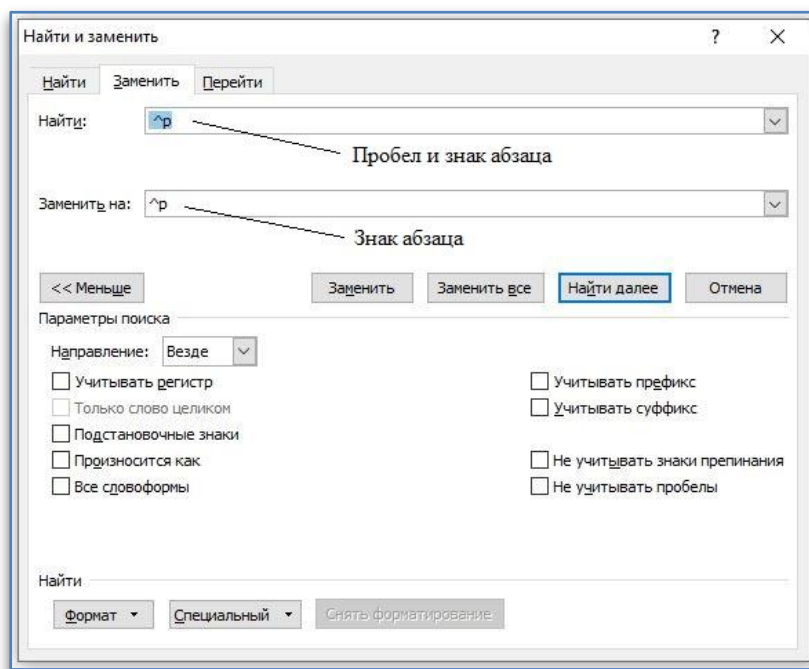 Найти и заменить ?
Найти Заменить Перейти
Найти: ^p
Пробел и знак абзаца
Заменить на: ^p
Знак абзаца
<< Меньше Заменить Заменить все Найти далее Отмена
Параметры поиска
Направление: Везде
Учитывать регистр Учитывать префикс
Только слово целиком Учитывать суффикс
Подстановочные знаки
Произносится как Не учитывать знаки препинания
Все словоформы Не учитывать пробелы
Найти
Формат Специальный Снять форматирование